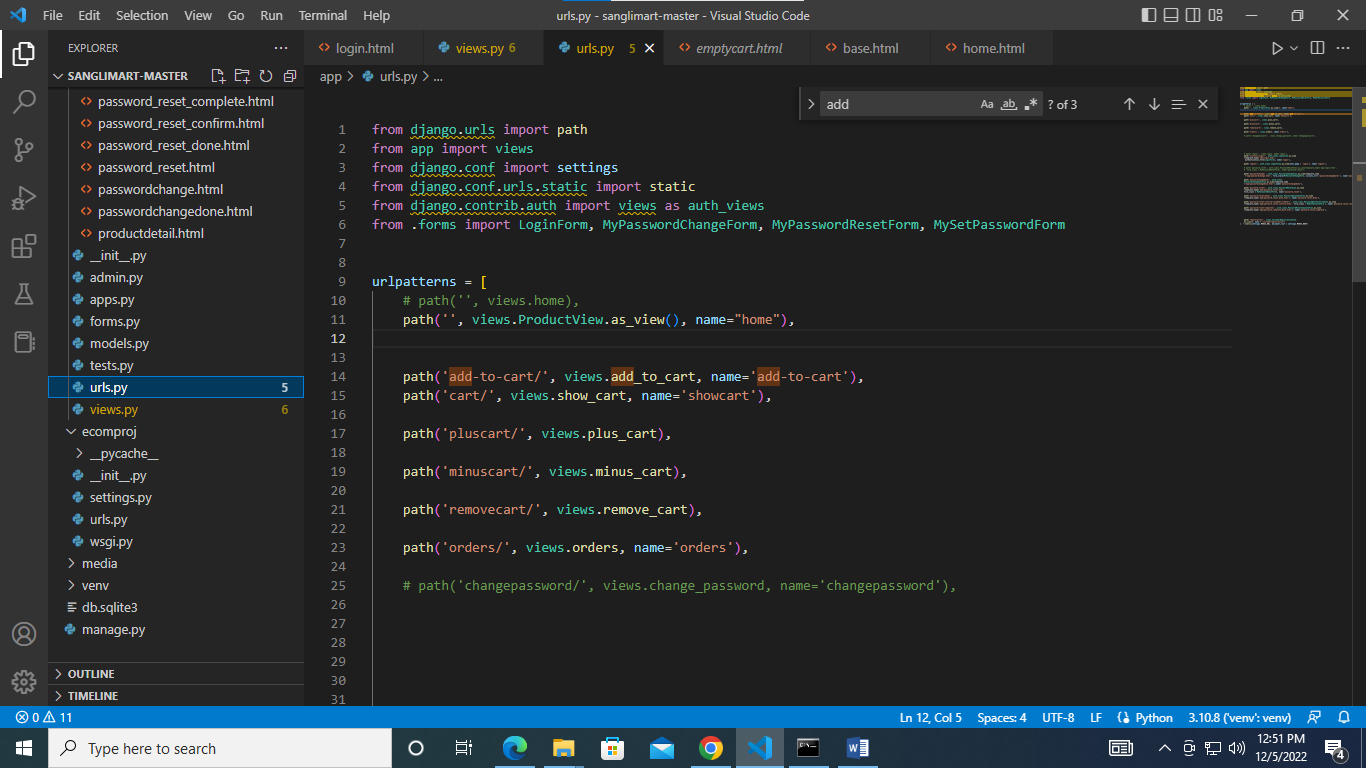 File Edit Selection View Go Run Terminal Help
urls.py - sanglimart-master - Visual Studio Code
EXPLORER
SANGLIMART-MASTER
password_reset_complete.html
password_reset_confirm.html
password_reset_done.html
password_reset.html
passwordchange.html
passwordchangedone.html
productdetail.html
__init__.py
admin.py
apps.py
forms.py
models.py
tests.py
urls.py 5
views.py 6
ecomproj
__pycache__
__init__.py
settings.py
urls.py
wsgi.py
media
venv
db.sqlite3
manage.py
OUTLINE
TIMELINE
login.html views.py 6 urls.py 5 emptycart.html base.html home.html
app > urls.py > ...
add Aa ab ? of 3
1 from django.urls import path
2 from app import views
3 from django.conf import settings
4 from django.conf.urls.static import static
5 from django.contrib.auth import views as auth_views
6 from .forms import LoginForm, MyPasswordChangeForm, MyPasswordResetForm, MySetPasswordForm
7
8
9 urlpatterns = [
10 # path('', views.home),
11 path('', views.ProductView.as_view(), name="home"),
12
13
14 path('add-to-cart/', views.add_to_cart, name='add-to-cart'),
15 path('cart/', views.show_cart, name='showcart'),
16
17 path('pluscart/', views.plus_cart),
18
19 path('minuscart/', views.minus_cart),
20
21 path('removecart/', views.remove_cart),
22
23 path('orders/', views.orders, name='orders'),
24
25 # path('changepassword/', views.change_password, name='changepassword'),
26
27
28
29
30
31
0 11 Ln 12, Col 5 Spaces: 4 UTF-8 LF Python 3.10.8 ('venv': venv)
Type here to search
12:51 PM
12/5/2022
4